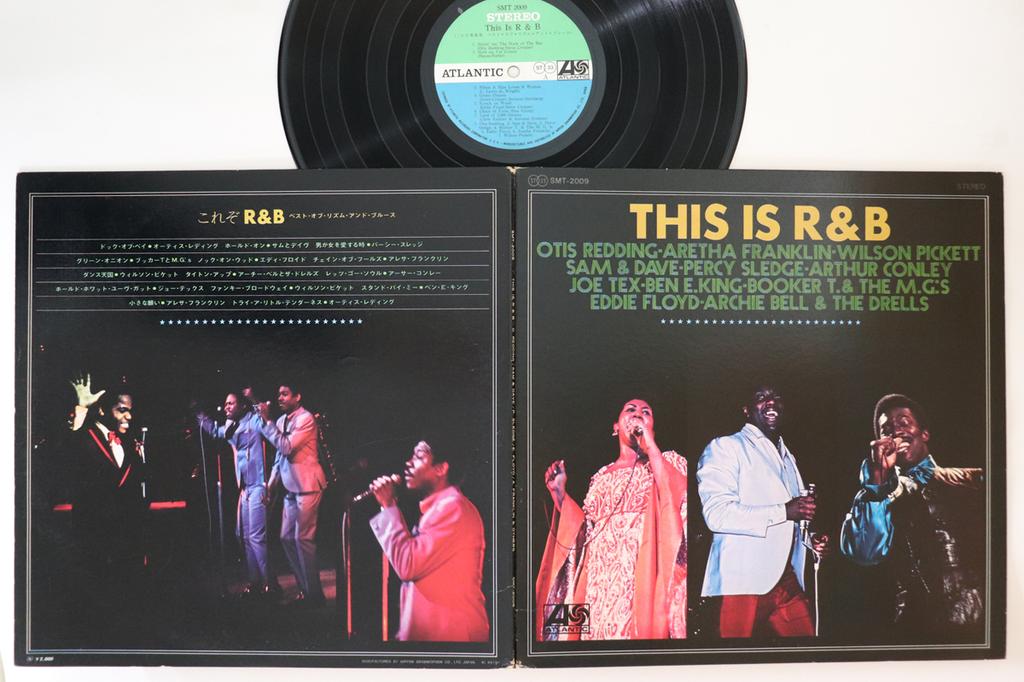 SMT 2009
STEREO
This Is R & B
ATLANTIC
ATLANTIC
これぞ R&B ベスト・オブ・リズム・アンド・ブルース
ドック・オブ・ベイ●オーティス・レディング ホールド・オン●サムとデイヴ 男が女を愛する時●パーシー・スレッジ
グリーン・オニオン●ブッカーTとM.G.'s ノック・オン・ウッド●エディ・フロイド チェイン・オブ・フールズ●アレサ・フランクリン
ダンス天国●ウィルソン・ピケット タイトン・アップ●アーチー・ベルとザ・ドレルズ レッツ・ゴー・ソウル●アーサー・コンレー
ホールド・ホワット・ユーヴ・ガット●ジョー・テックス ファンキー・ブロードウェイ●ウィルソン・ピケット スタンド・バイ・ミー●ベン・E・キング
小さな願い●アレサ・フランクリン トライ・ア・リトル・テンダーネス●オーティス・レディング
¥2,000
MANUFACTURED BY NIPPON GRAMMOPHON CO., LTD. JAPAN
SMT-2009
STEREO
THIS IS R&B
OTIS REDDING·ARETHA FRANKLIN·WILSON PICKETT
SAM & DAVE·PERCY SLEDGE·ARTHUR CONLEY
JOE TEX·BEN E.KING·BOOKER T. & THE M.G.'S
EDDIE FLOYD·ARCHIE BELL & THE DRELLS
ATLANTIC